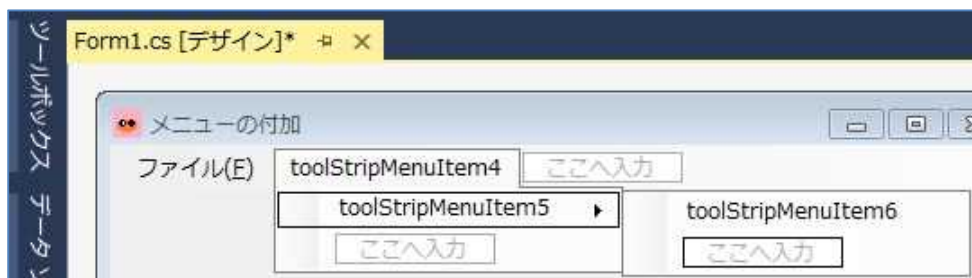 Form1.cs [デザイン]*
ツールボックス
データソ
メニューの付加
ファイル(F)
toolStripMenuItem4
ここへ入力
toolStripMenuItem5
toolStripMenuItem6
ここへ入力
ここへ入力